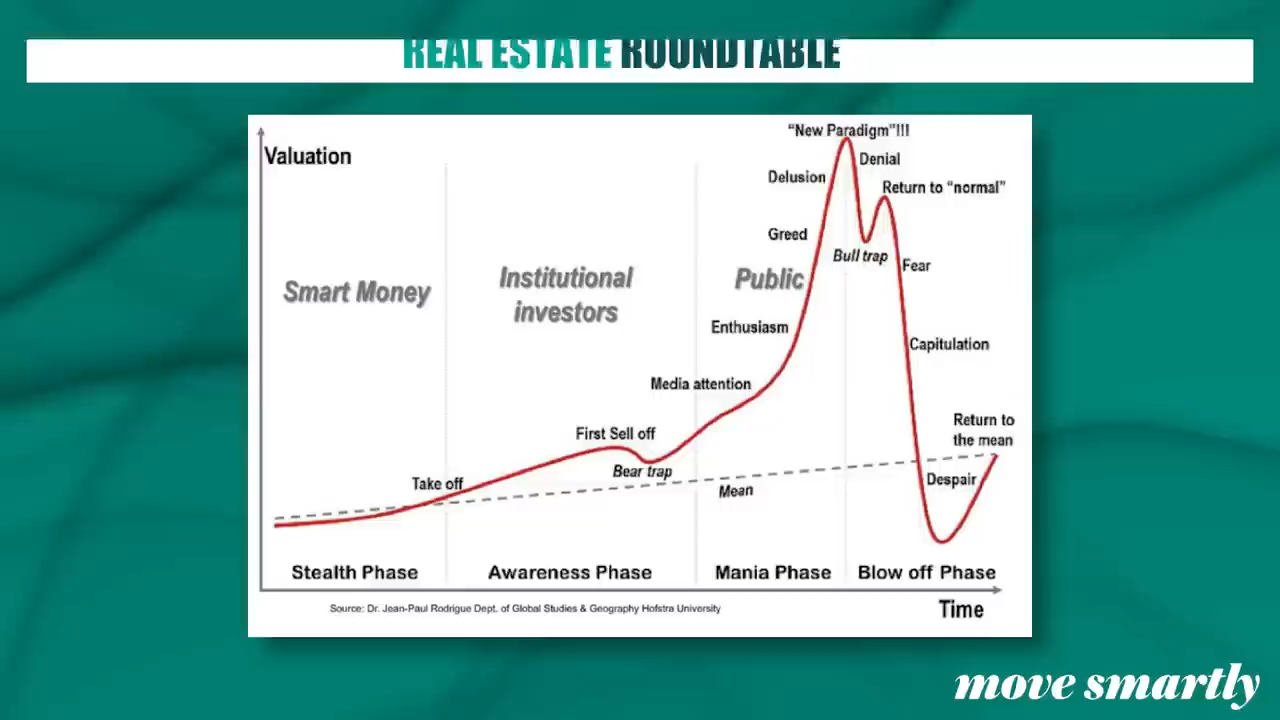 REAL ESTATE ROUNDTABLE
"New Paradigm"!!!
Valuation
Denial
Delusion
Return to "normal"
Greed
Bull trap
Fear
Smart Money
Institutional
investors
Public
Enthusiasm
Capitulation
Media attention
Return to
the mean
First Sell off
Bear trap
Take off
Mean
Despair
Stealth Phase
Awareness Phase
Mania Phase
Blow off Phase
Source: Dr. Jean-Paul Rodrigue Dept. of Global Studies & Geography Hofstra University
Time
move smartly